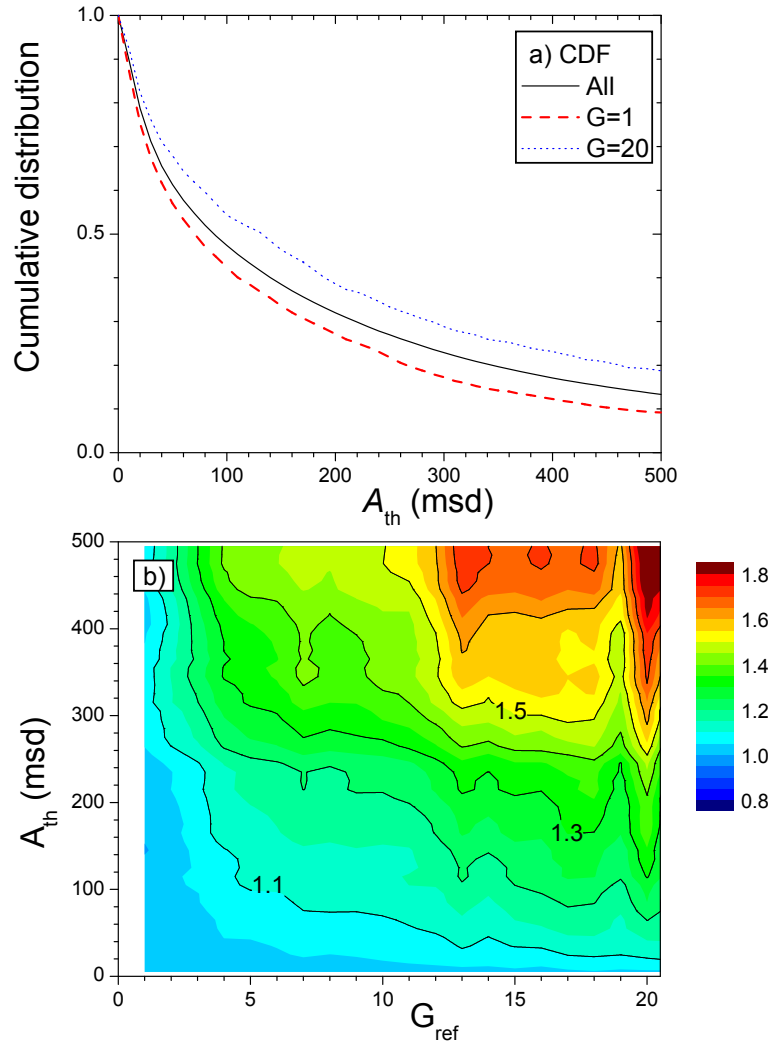 1.0
0.5
0.0
Cumulative distribution
a) CDF
All
G=1
G=20
0 100 200 300 400 500
A_th (msd)
500
400
300
200
100
0
A_th (msd)
b)
1.5
1.3
1.1
0 5 10 15 20
G_ref
1.8
1.6
1.4
1.2
1.0
0.8